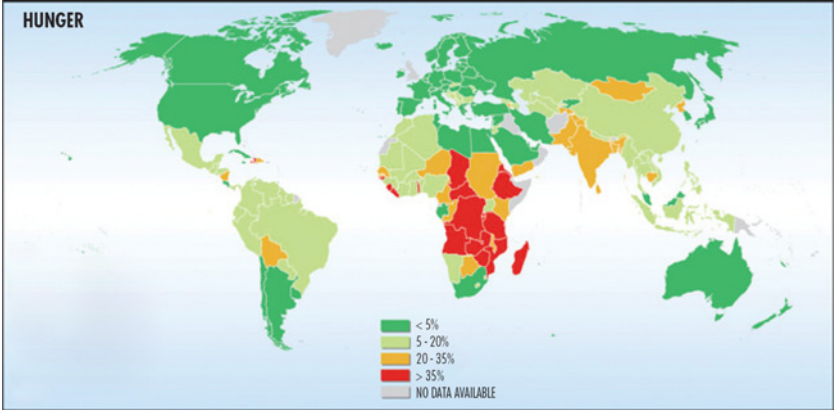 HUNGER
< 5%
5 - 20%
20 - 35%
> 35%
NO DATA AVAILABLE